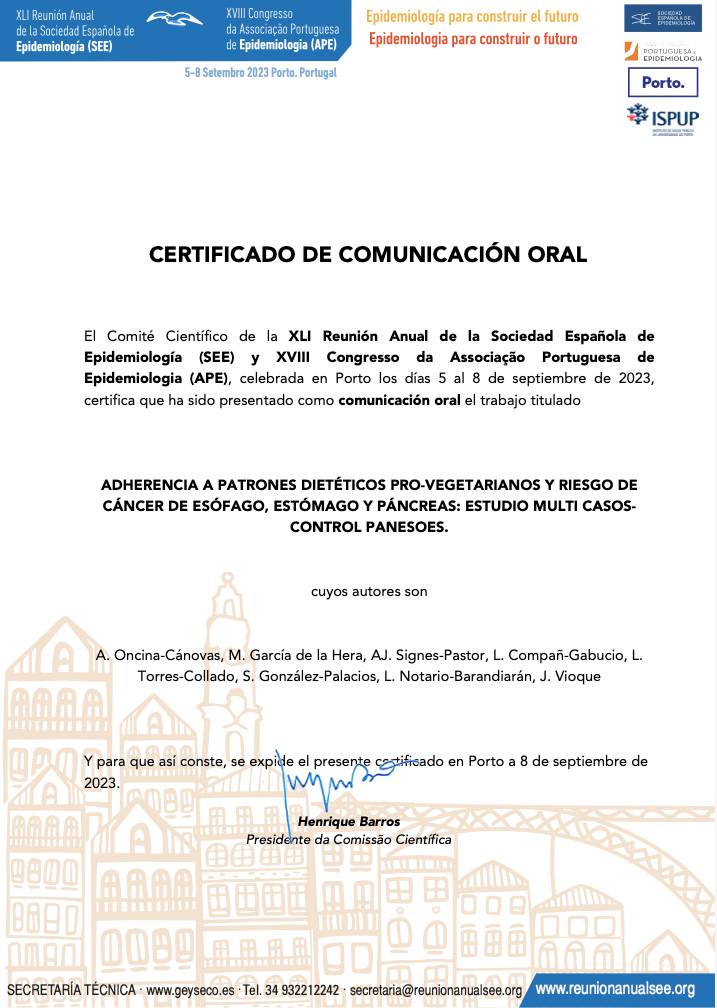 XLI Reunión Anual
de la Sociedad Española de
Epidemiología (SEE)
XVIII Congresso
da Associação Portuguesa
de Epidemiologia (APE)
5-8 Setembro 2023 Porto. Portugal
Epidemiología para construir el futuro
Epidemiologia para construir o futuro
SOCIEDAD
ESPAÑOLA DE
EPIDEMIOLOGÍA
PORTUGUESA DE
EPIDEMIOLOGIA
Porto.
ISPUP
CERTIFICADO DE COMUNICACIÓN ORAL
El Comité Científico de la XLI Reunión Anual de la Sociedad Española de
Epidemiología (SEE) y XVIII Congresso da Associação Portuguesa de
Epidemiologia (APE), celebrada en Porto los días 5 al 8 de septiembre de 2023,
certifica que ha sido presentado como comunicación oral el trabajo titulado
ADHERENCIA A PATRONES DIETÉTICOS PRO-VEGETARIANOS Y RIESGO DE
CÁNCER DE ESÓFAGO, ESTÓMAGO Y PÁNCREAS: ESTUDIO MULTI CASOS-
CONTROL PANESOES.
cuyos autores son
A. Oncina-Cánovas, M. García de la Hera, AJ. Signes-Pastor, L. Compañ-Gabucio, L.
Torres-Collado, S. González-Palacios, L. Notario-Barandiarán, J. Vioque
Y para que así conste, se expide el presente certificado en Porto a 8 de septiembre de
2023.
Henrique Barros
Presidente da Comissão Científica
SECRETARÍA TÉCNICA · www.geyseco.es · Tel. 34 932212242 · secretaria@reunionanualsee.org
www.reunionanualsee.org